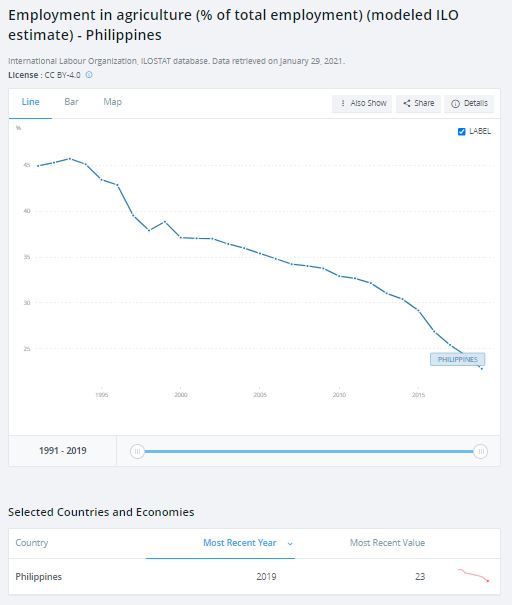 Employment in agriculture (% of total employment) (modeled ILO
estimate) - Philippines
International Labour Organization, ILOSTAT database. Data retrieved on January 29, 2021.
License : CC BY-4.0
Line Bar Map Also Show Share Details
%
LABEL
45
40
35
30
25
PHILIPPINES
1995 2000 2005 2010 2015
1991 - 2019
Selected Countries and Economies
Country Most Recent Year Most Recent Value
Philippines 2019 23